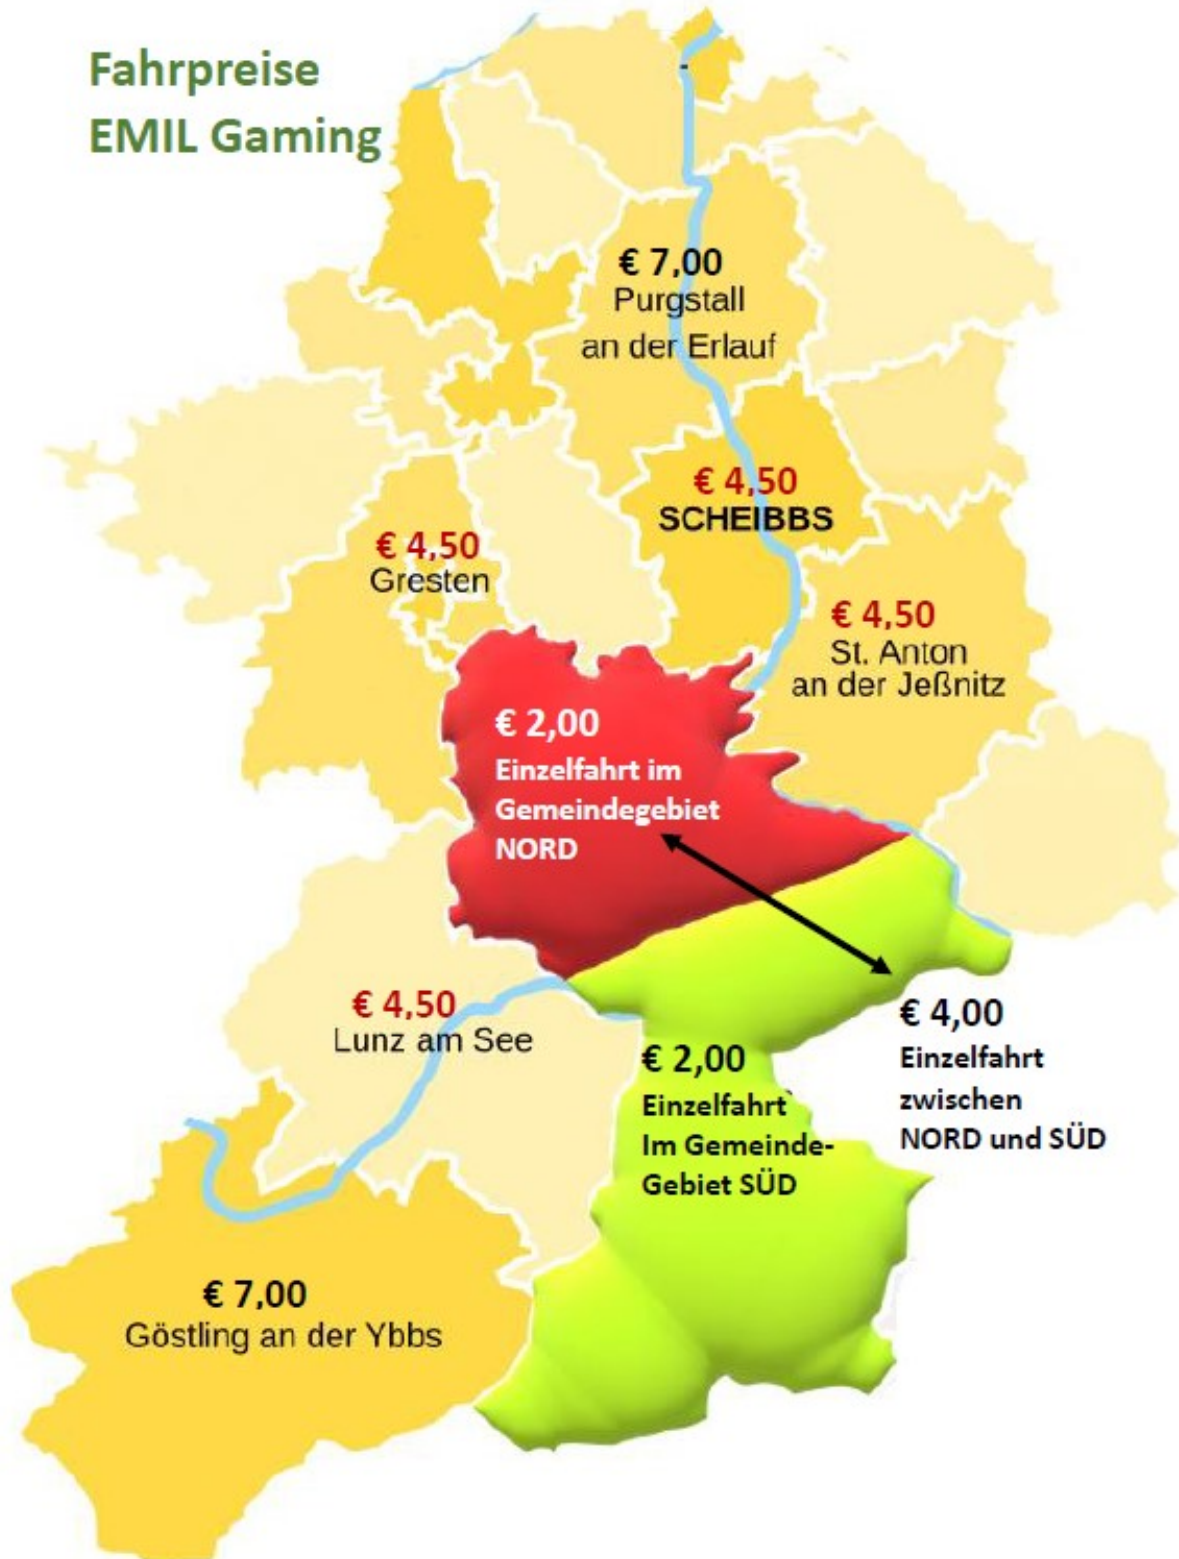 Fahrpreise
EMIL Gaming
€ 7,00
Purgstall
an der Erlauf
€ 4,50
SCHEIBBS
€ 4,50
Gresten
€ 4,50
St. Anton
an der Jeßnitz
€ 2,00
Einzelfahrt im
Gemeindegebiet
NORD
€ 4,50
Lunz am See
€ 4,00
Einzelfahrt
zwischen
NORD und SÜD
€ 2,00
Einzelfahrt
Im Gemeinde-
Gebiet SÜD
€ 7,00
Göstling an der Ybbs